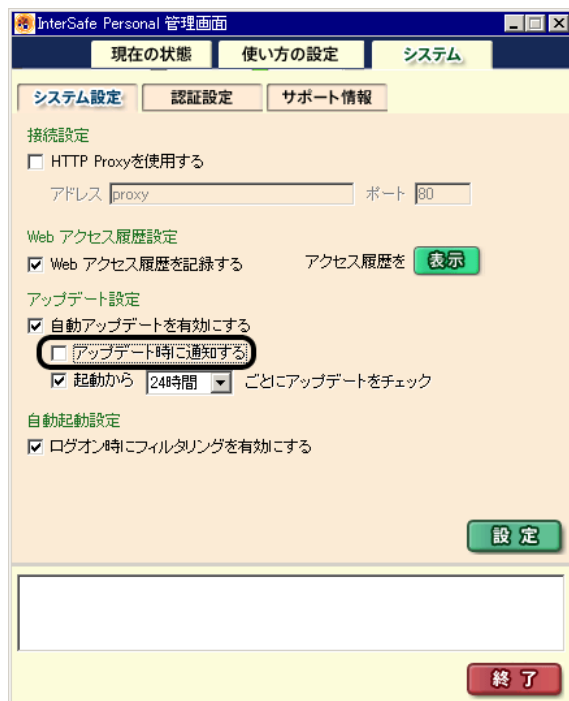 InterSafe Personal 管理画面
現在の状態 使い方の設定 システム
システム設定 認証設定 サポート情報
接続設定
HTTP Proxyを使用する
アドレス proxy ポート 80
Web アクセス履歴設定
Web アクセス履歴を記録する アクセス履歴を 表示
アップデート設定
自動アップデートを有効にする
アップデート時に通知する
起動から 24時間 ごとにアップデートをチェック
自動起動設定
ログオン時にフィルタリングを有効にする
設定
終了